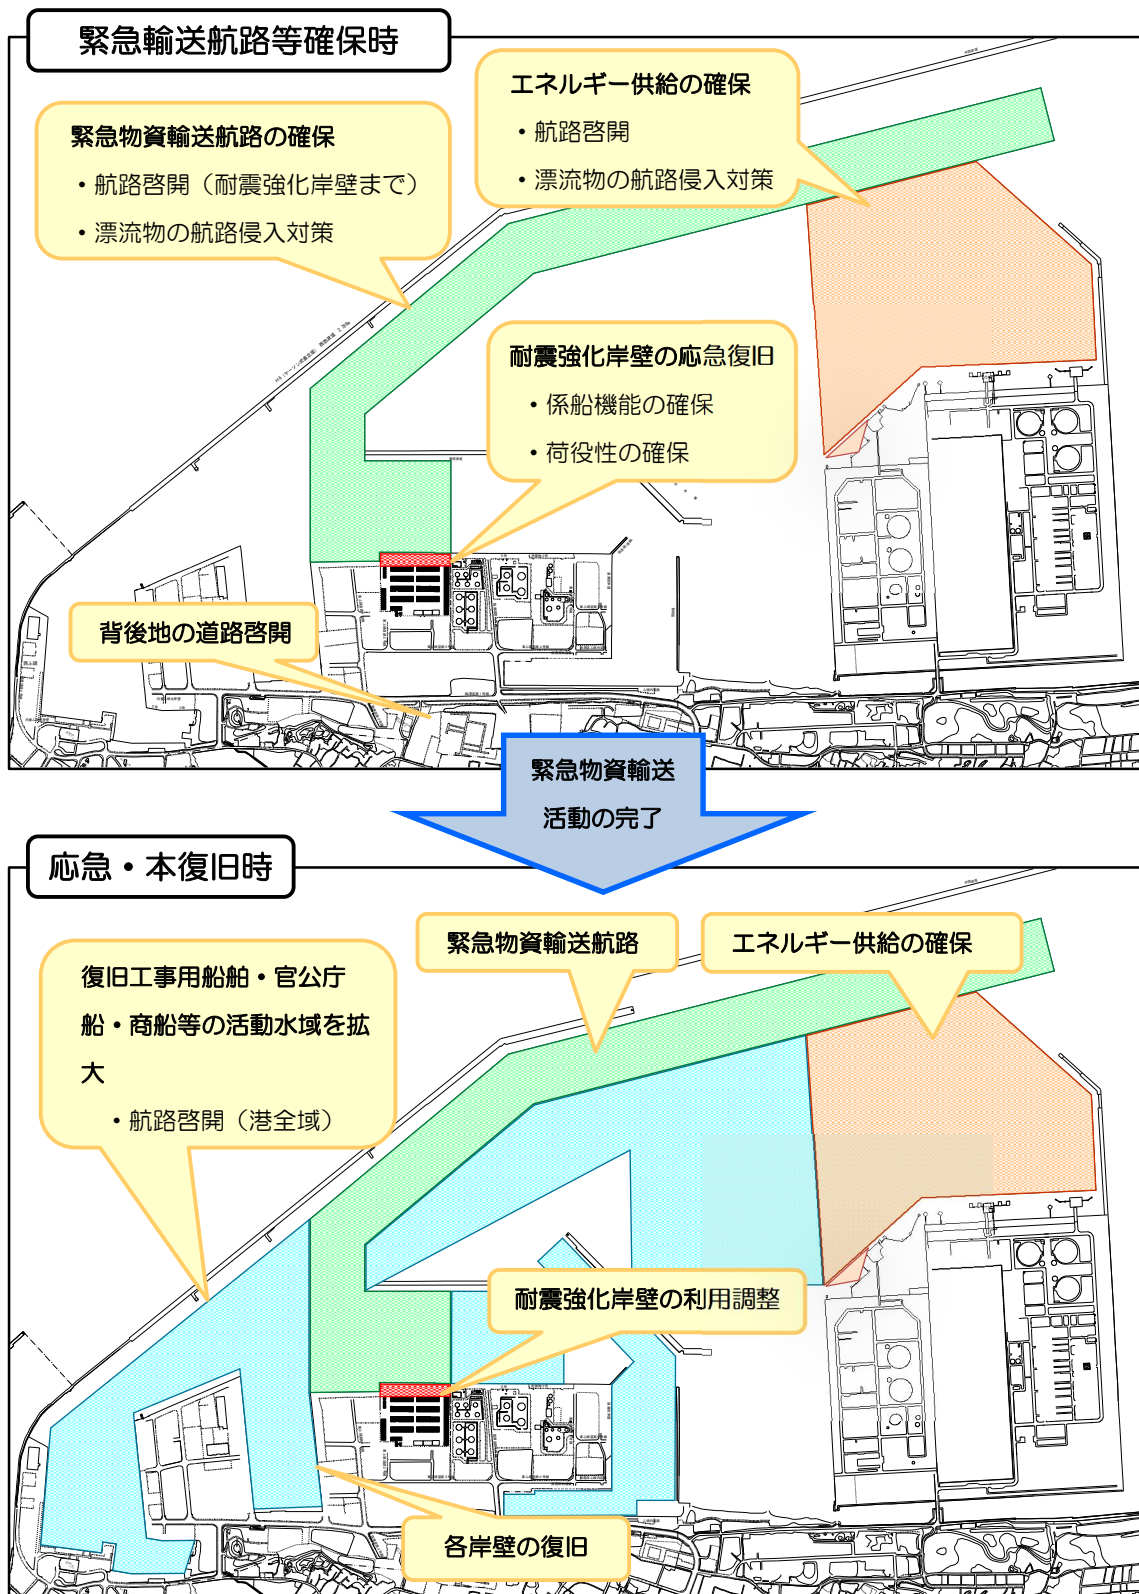 緊急輸送航路等確保時
エネルギー供給の確保
・航路啓開
・漂流物の航路侵入対策
緊急物資輸送航路の確保
・航路啓開（耐震強化岸壁まで）
・漂流物の航路侵入対策
耐震強化岸壁の応急復旧
・係船機能の確保
・荷役性の確保
背後地の道路啓開
緊急物資輸送
活動の完了
応急・本復旧時
緊急物資輸送航路
エネルギー供給の確保
復旧工事用船舶・官公庁
船・商船等の活動水域を拡
大
・航路啓開（港全域）
耐震強化岸壁の利用調整
各岸壁の復旧